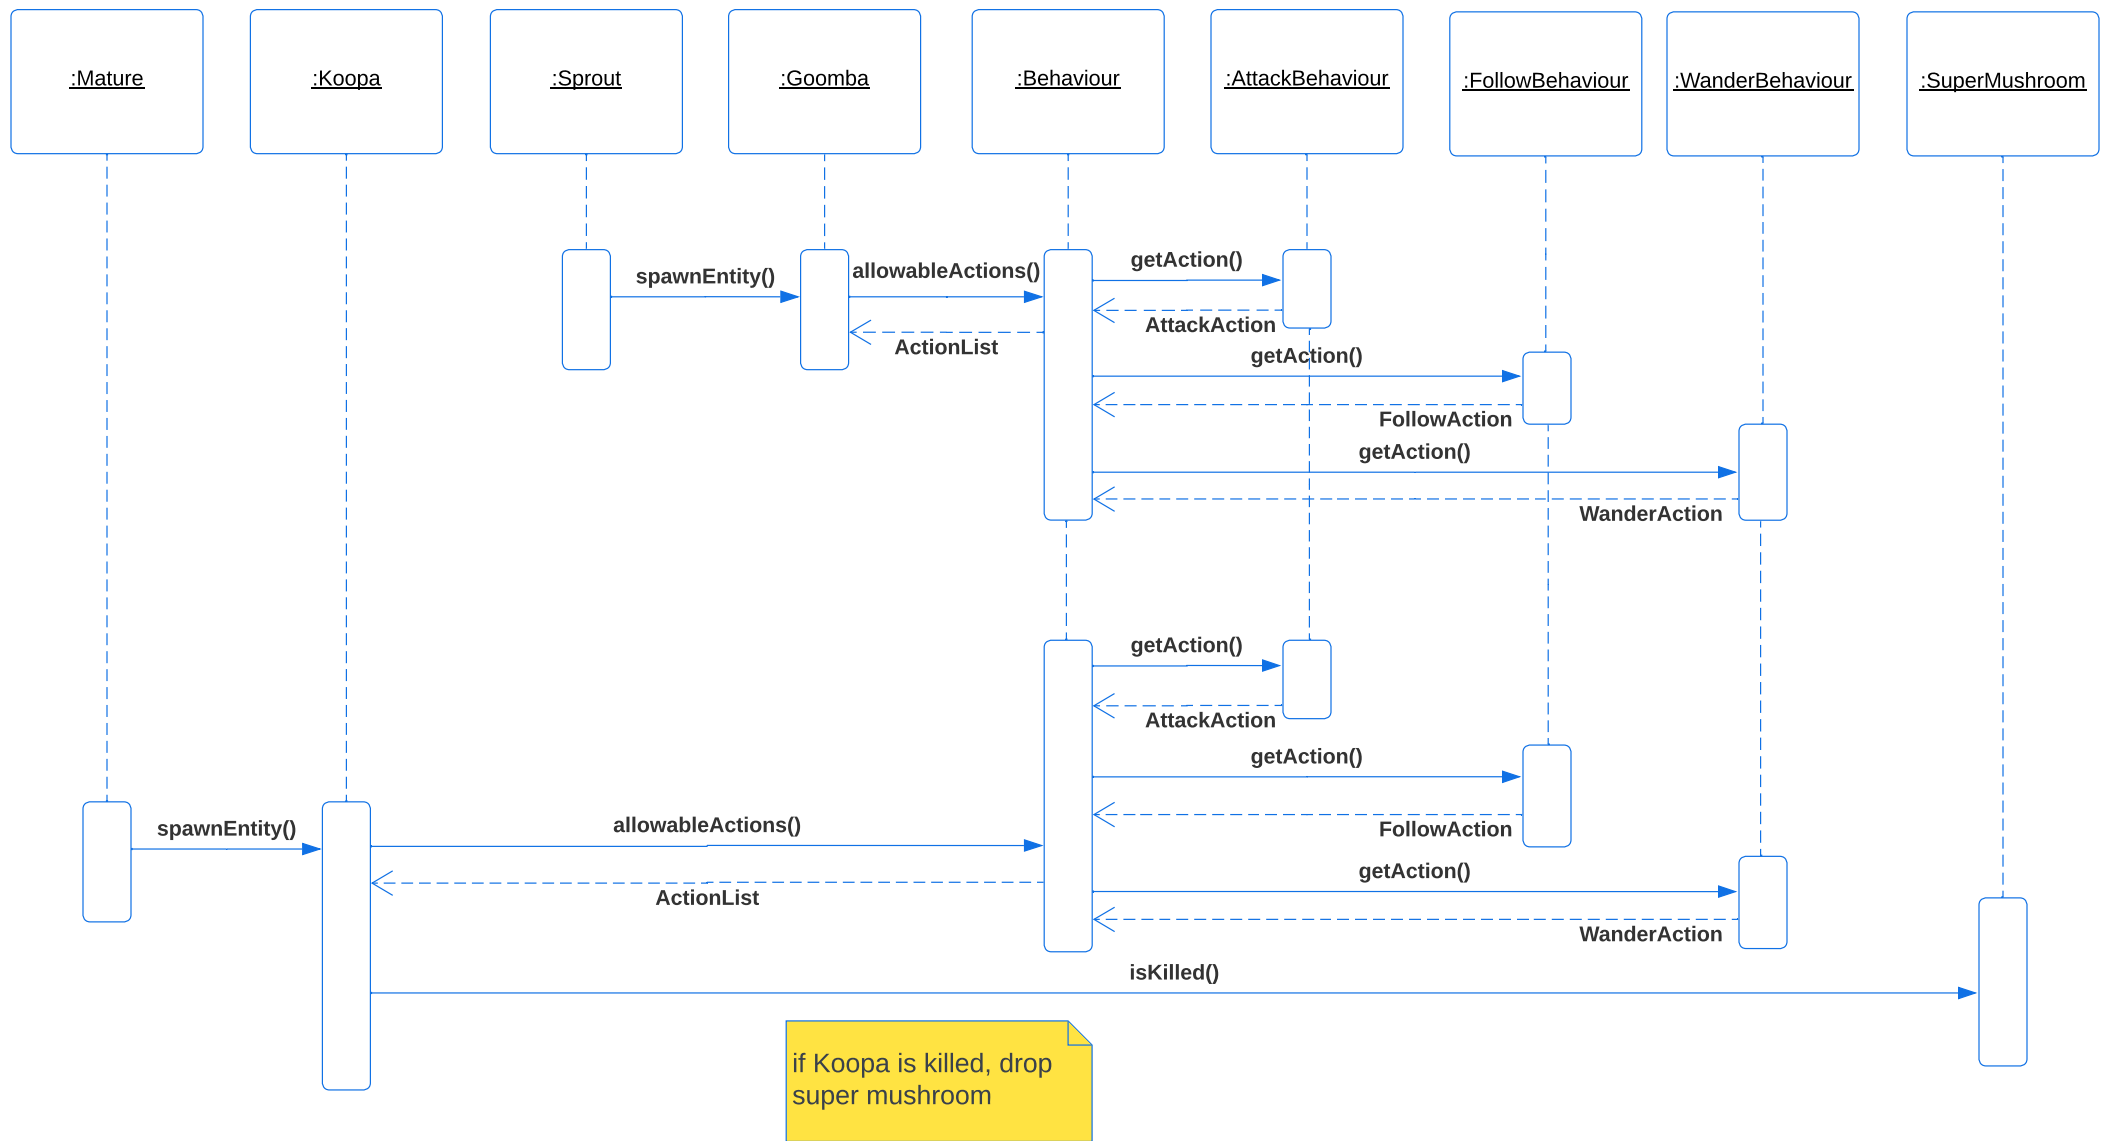 :Mature
:Koopa
:Sprout
:Goomba
:Behaviour
:AttackBehaviour
:FollowBehaviour
:WanderBehaviour
:SuperMushroom
getAction()
spawnEntity()
allowableActions()
AttackAction
ActionList
getAction()
FollowAction
getAction()
WanderAction
getAction()
AttackAction
getAction()
spawnEntity()
allowableActions()
FollowAction
getAction()
ActionList
WanderAction
isKilled()
if Koopa is killed, drop
super mushroom